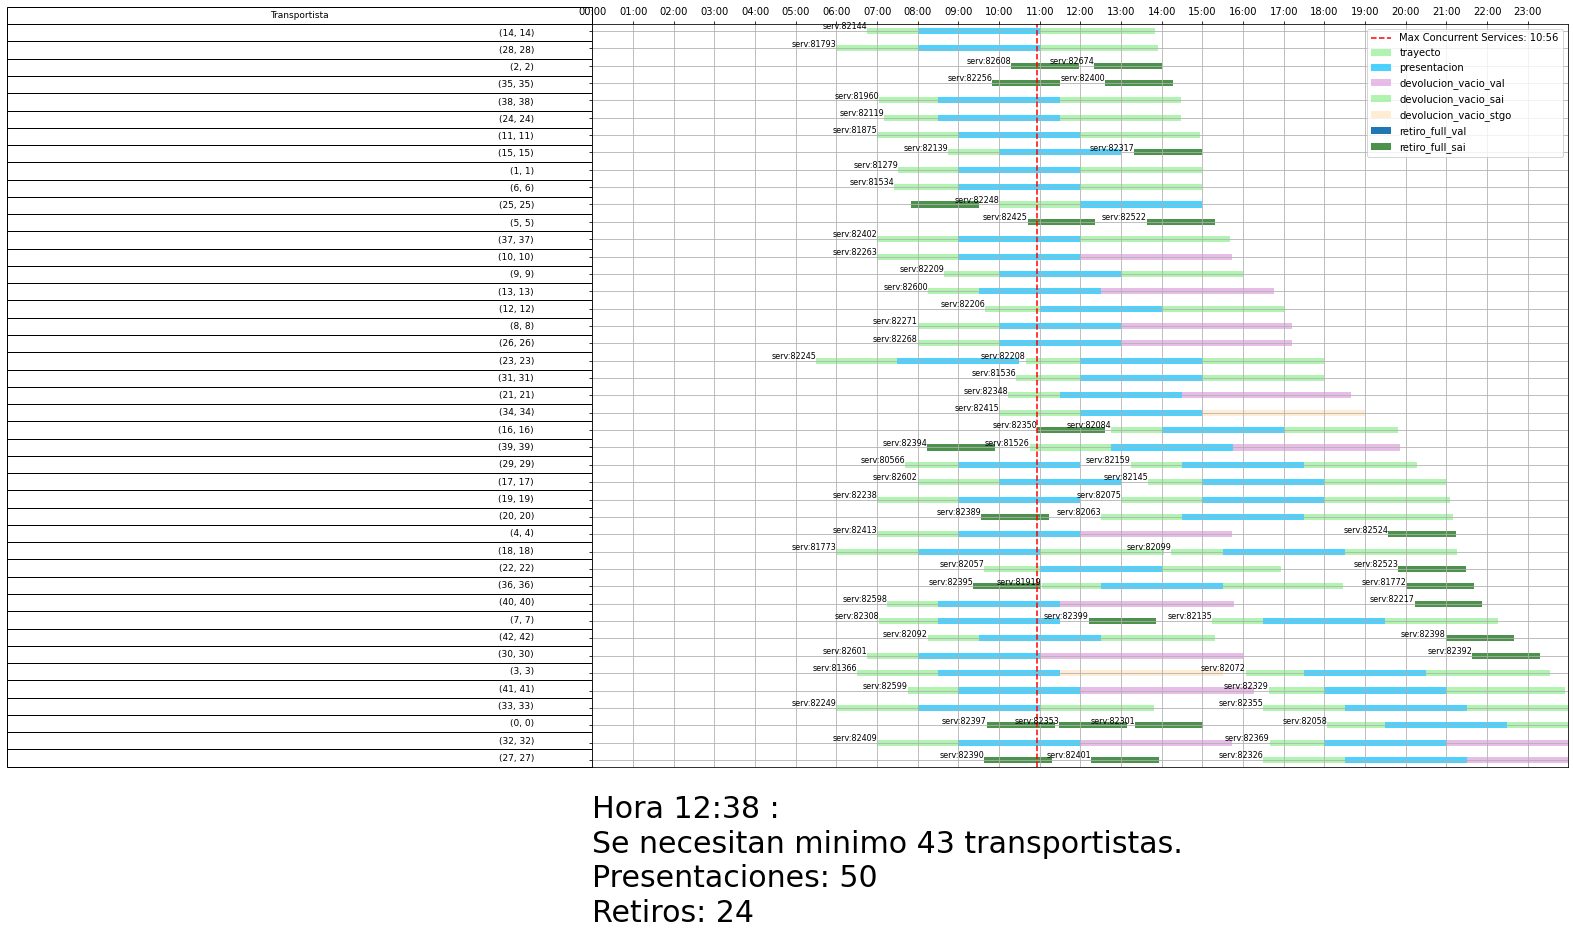 Transportista
00:00 01:00 02:00 03:00 04:00 05:00 06:00 07:00 08:00 09:00 10:00 11:00 12:00 13:00 14:00 15:00 16:00 17:00 18:00 19:00 20:00 21:00 22:00 23:00
Max Concurrent Services: 10:56
trayecto
presentacion
devolucion_vacio_val
devolucion_vacio_sai
devolucion_vacio_stgo
retiro_full_val
retiro_full_sai
(14, 14) serv:82144
(28, 28) serv:81793
(2, 2) serv:82608 serv:82674
(35, 35) serv:82256 serv:82400
(38, 38) serv:81960
(24, 24) serv:82119
(11, 11) serv:81875
(15, 15) serv:82139 serv:82317
(1, 1) serv:81279
(6, 6) serv:81534
(25, 25) serv:82248
(5, 5) serv:82425 serv:82522
(37, 37) serv:82402
(10, 10) serv:82263
(9, 9) serv:82209
(13, 13) serv:82600
(12, 12) serv:82206
(8, 8) serv:82271
(26, 26) serv:82268
(23, 23) serv:82245 serv:82208
(31, 31) serv:81536
(21, 21) serv:82348
(34, 34) serv:82415
(16, 16) serv:82350 serv:82084
(39, 39) serv:82394 serv:81526
(29, 29) serv:80566 serv:82159
(17, 17) serv:82602 serv:82145
(19, 19) serv:82238 serv:82075
(20, 20) serv:82389 serv:82063
(4, 4) serv:82413 serv:82524
(18, 18) serv:81773 serv:82099
(22, 22) serv:82057 serv:82523
(36, 36) serv:82395 serv:81919 serv:81772
(40, 40) serv:82598 serv:82217
(7, 7) serv:82308 serv:82399 serv:82135
(42, 42) serv:82092 serv:82398
(30, 30) serv:82601 serv:82392
(3, 3) serv:81366 serv:82072
(41, 41) serv:82599 serv:82329
(33, 33) serv:82249 serv:82355
(0, 0) serv:82397 serv:82353 serv:82301 serv:82058
(32, 32) serv:82409 serv:82369
(27, 27) serv:82390 serv:82401 serv:82326
Hora 12:38 :
Se necesitan minimo 43 transportistas.
Presentaciones: 50
Retiros: 24